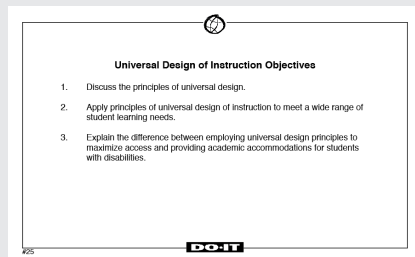 Universal Design of Instruction Objectives
1. Discuss the principles of universal design.
2. Apply principles of universal design of instruction to meet a wide range of
student learning needs.
3. Explain the difference between employing universal design principles to
maximize access and providing academic accommodations for students
with disabilities.
DO-IT
#25